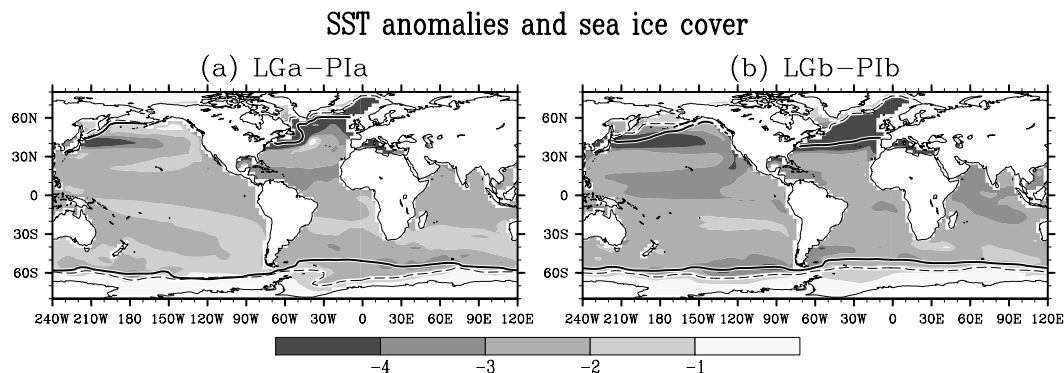 SST anomalies and sea ice cover
(a) LGa−PIa
(b) LGb−PIb
60N
30N
0
30S
60S
240W 210W 180 150W 120W 90W 60W 30W 0 30E 60E 90E 120E
60N
30N
0
30S
60S
240W 210W 180 150W 120W 90W 60W 30W 0 30E 60E 90E 120E
−4 −3 −2 −1